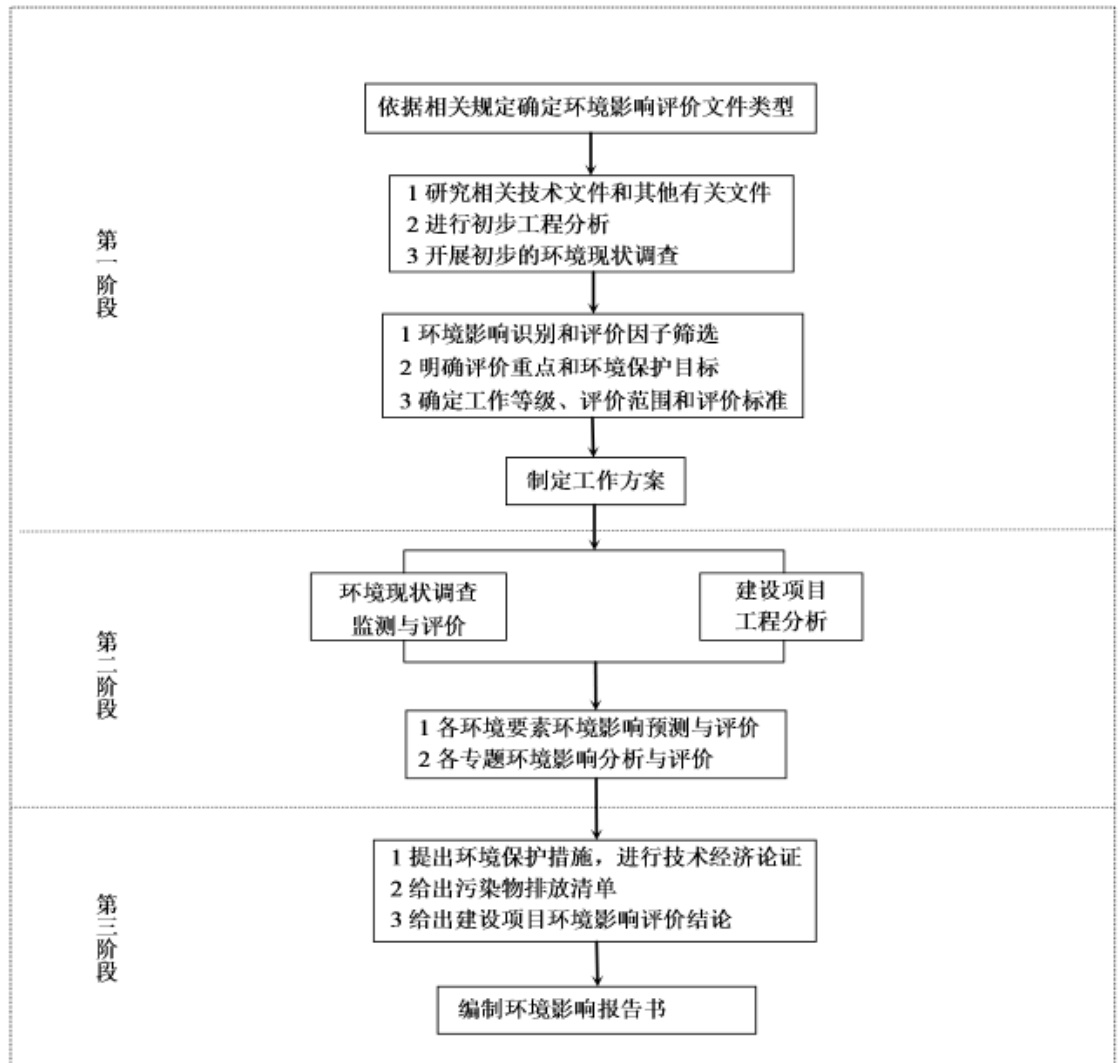 依据相关规定确定环境影响评价文件类型
1 研究相关技术文件和其他有关文件
2 进行初步工程分析
3 开展初步的环境现状调查
第一阶段
1 环境影响识别和评价因子筛选
2 明确评价重点和环境保护目标
3 确定工作等级、评价范围和评价标准
制定工作方案
环境现状调查
监测与评价
建设项目
工程分析
第二阶段
1 各环境要素环境影响预测与评价
2 各专题环境影响分析与评价
1 提出环境保护措施，进行技术经济论证
2 给出污染物排放清单
3 给出建设项目环境影响评价结论
第三阶段
编制环境影响报告书